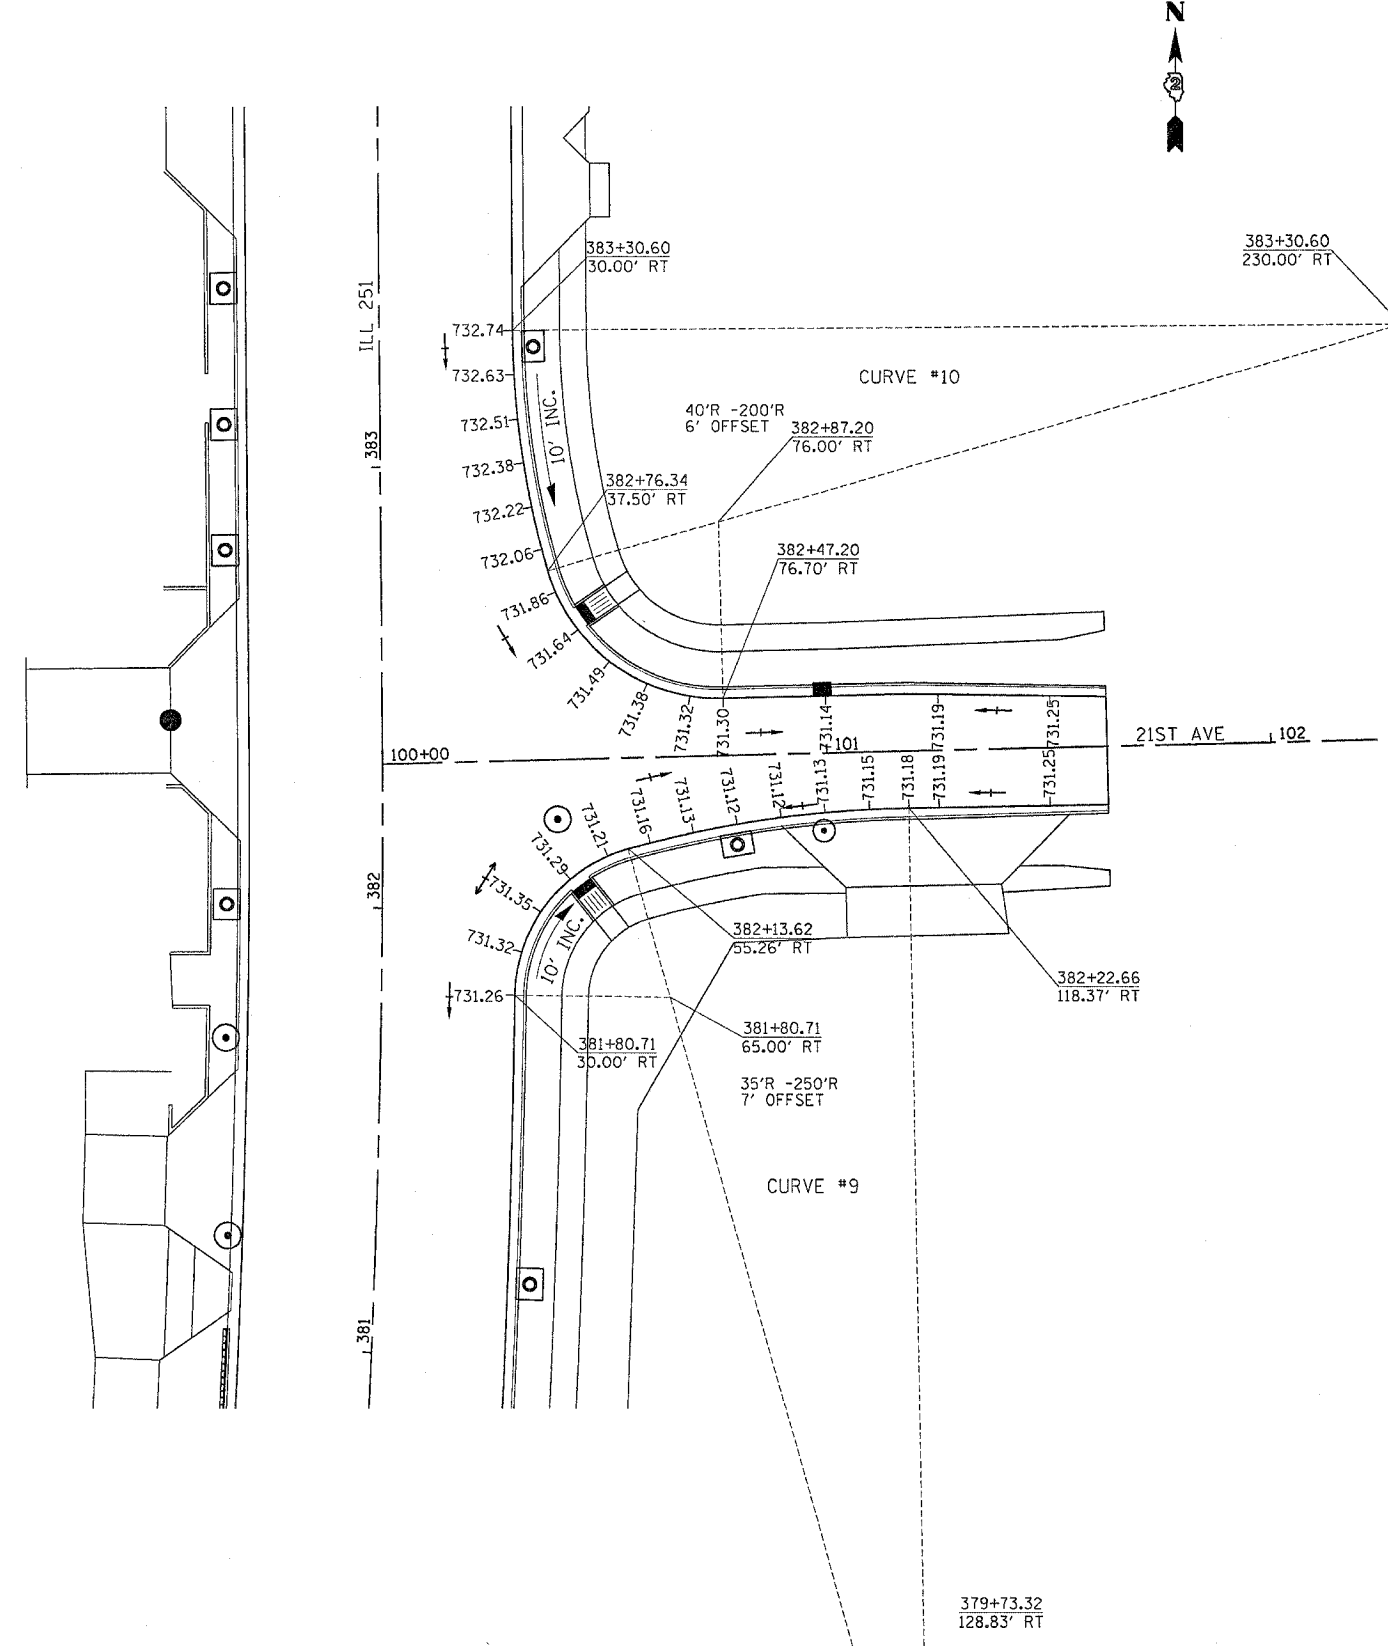 N
2
383+30.60
30.00' RT
383+30.60
230.00' RT
ILL 251
732.74
732.63
CURVE #10
732.51
10' INC.
40'R -200'R
6' OFFSET
382+87.20
76.00' RT
383
732.38
382+76.34
37.50' RT
732.22
732.06
382+47.20
76.70' RT
731.86
731.64
731.49
731.38
731.32
731.30
731.14
731.19
731.25
100+00
101
21ST AVE
102
731.16
731.13
731.12
731.12
731.13
731.15
731.18
731.19
731.25
731.21
731.29
731.35
382
731.32
10' INC.
382+13.62
55.26' RT
731.26
382+22.66
118.37' RT
381+80.71
65.00' RT
381+80.71
30.00' RT
35'R -250'R
7' OFFSET
CURVE #9
381
379+73.32
128.83' RT